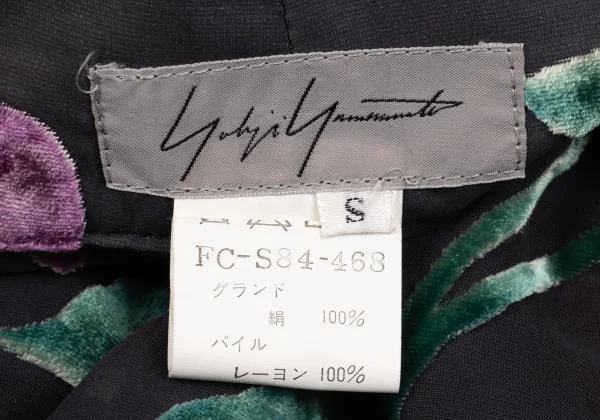 Yohji Yamamoto
S
FC-S84-468
グランド
絹 100%
パイル
レーヨン 100%